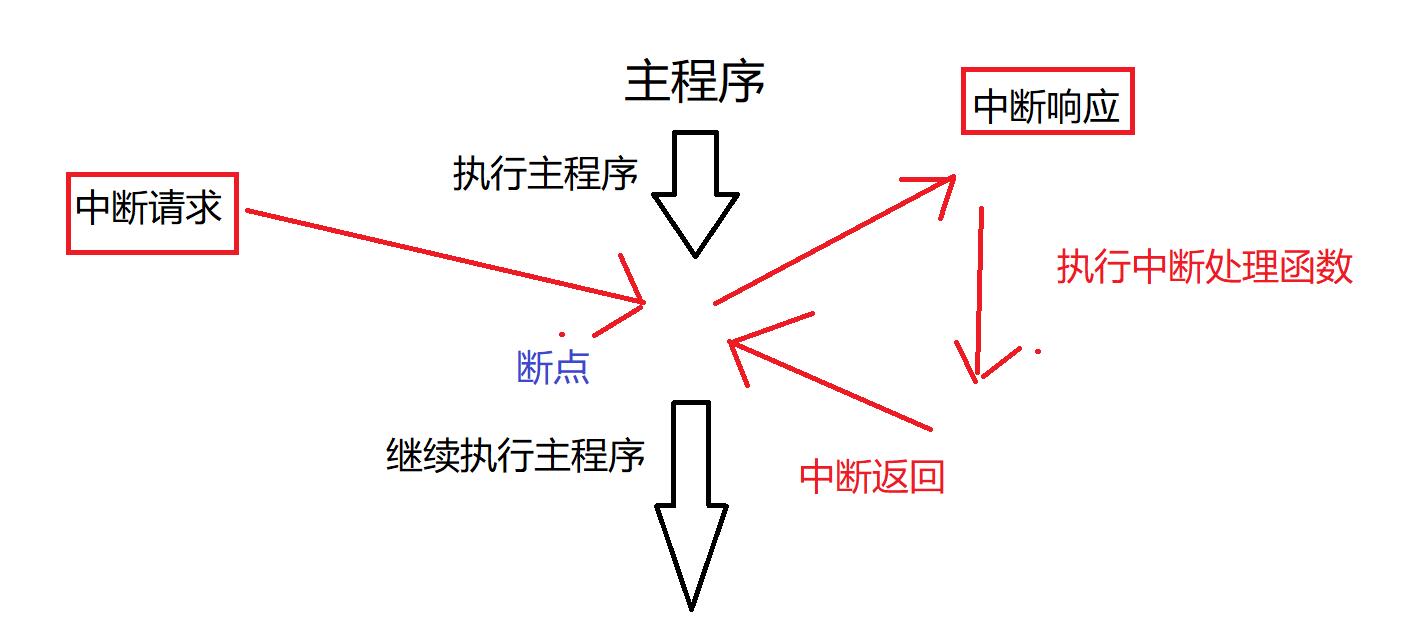 主程序
中断响应
执行主程序
中断请求
执行中断处理函数
断点
继续执行主程序
中断返回